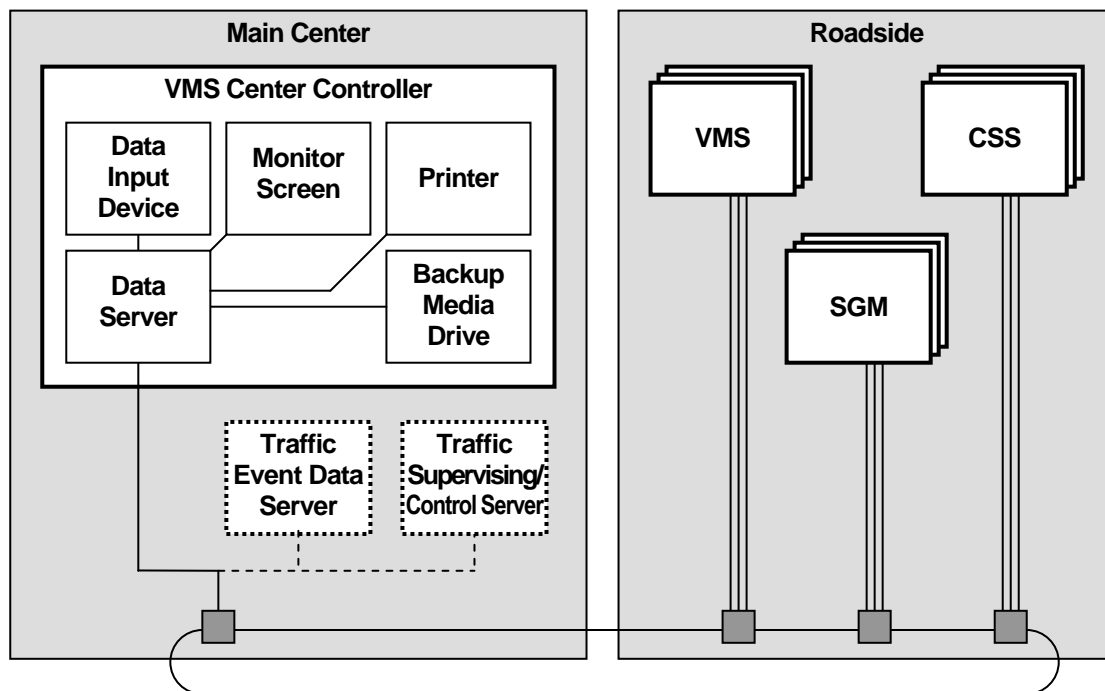 Main Center
VMS Center Controller
Data
Input
Device
Monitor
Screen
Printer
Data
Server
Backup
Media
Drive
Traffic
Event Data
Server
Traffic
Supervising/
Control Server
Roadside
VMS
CSS
SGM